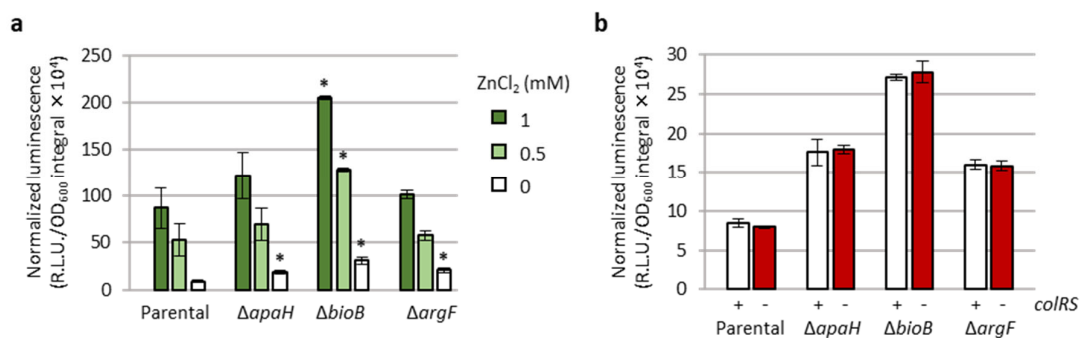 a
Normalized luminescence
(R.L.U./OD₆₀₀ integral × 10⁴)
250
200
150
100
50
0
* * * * *
Parental ΔapaH ΔbioB ΔargF
ZnCl₂ (mM)
1
0.5
0
b
Normalized luminescence
(R.L.U./OD₆₀₀ integral × 10⁴)
30
25
20
15
10
5
0
+ - + - + - + - colRS
Parental ΔapaH ΔbioB ΔargF